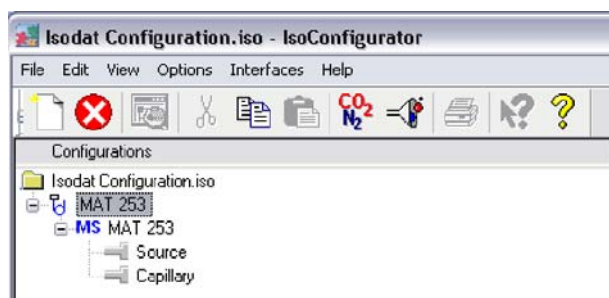 Isodat Configuration.iso - IsoConfigurator
File Edit View Options Interfaces Help
CO2
N2
Configurations
Isodat Configuration.iso
MAT 253
MS MAT 253
Source
Capillary